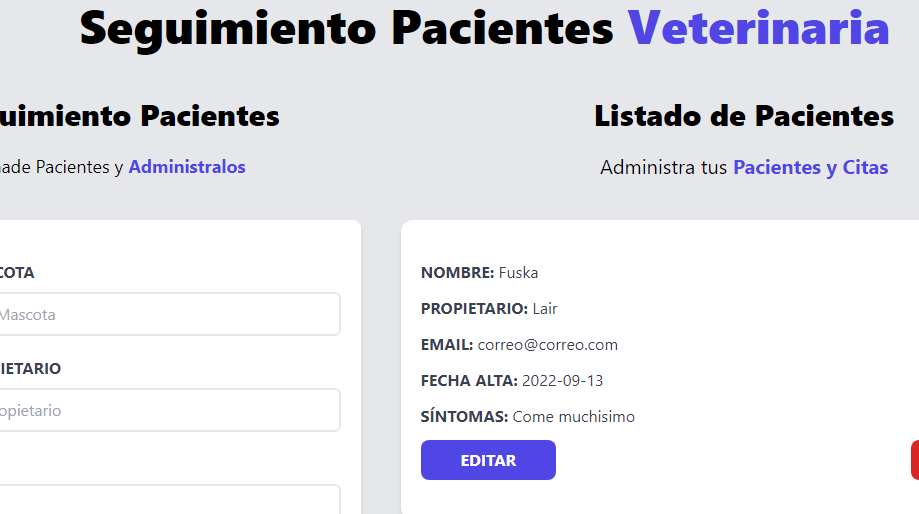 Seguimiento Pacientes Veterinaria
uimiento Pacientes
ade Pacientes y Administralos
COTA
Mascota
IETARIO
opietario
Listado de Pacientes
Administra tus Pacientes y Citas
NOMBRE: Fuska
PROPIETARIO: Lair
EMAIL: correo@correo.com
FECHA ALTA: 2022-09-13
SÍNTOMAS: Come muchisimo
EDITAR